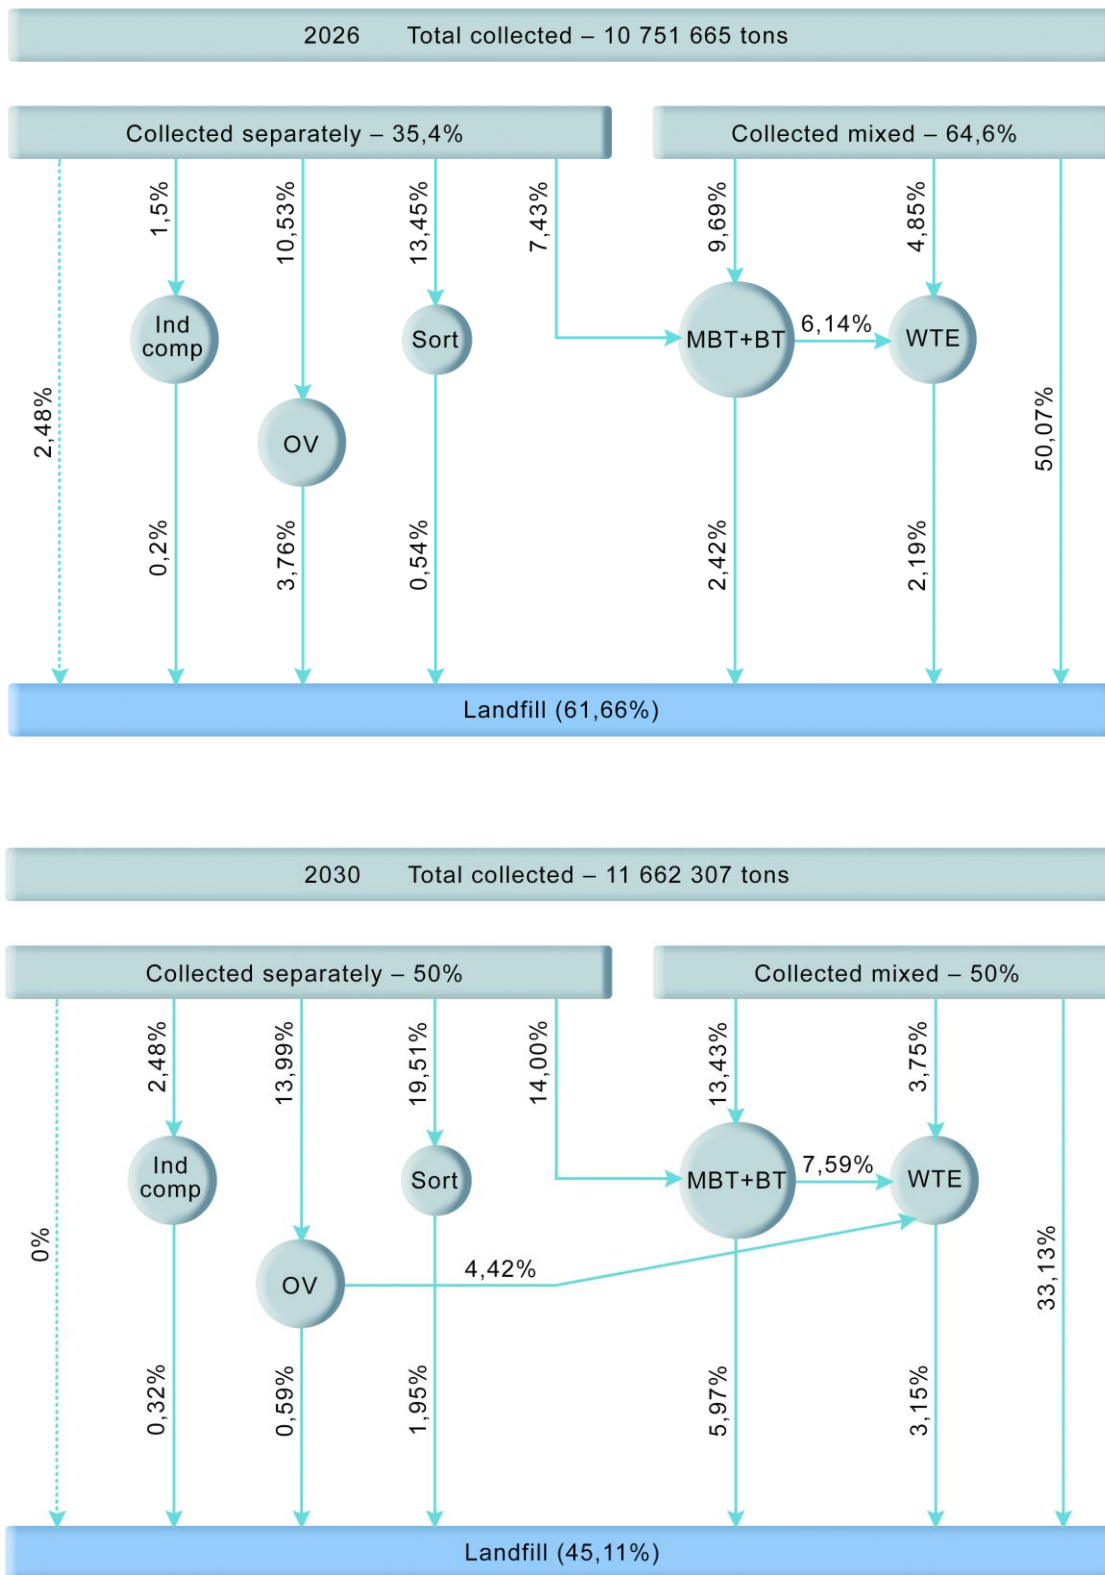 2026 Total collected – 10 751 665 tons
Collected separately – 35,4%
Collected mixed – 64,6%
2,48%
1,5%
10,53%
13,45%
7,43%
9,69%
4,85%
50,07%
Ind
comp
OV
Sort
MBT+BT
6,14%
WTE
0,2%
3,76%
0,54%
2,42%
2,19%
Landfill (61,66%)
2030 Total collected – 11 662 307 tons
Collected separately – 50%
Collected mixed – 50%
0%
2,48%
13,99%
19,51%
14,00%
13,43%
3,75%
33,13%
Ind
comp
OV
Sort
MBT+BT
7,59%
WTE
4,42%
0,32%
0,59%
1,95%
5,97%
3,15%
Landfill (45,11%)